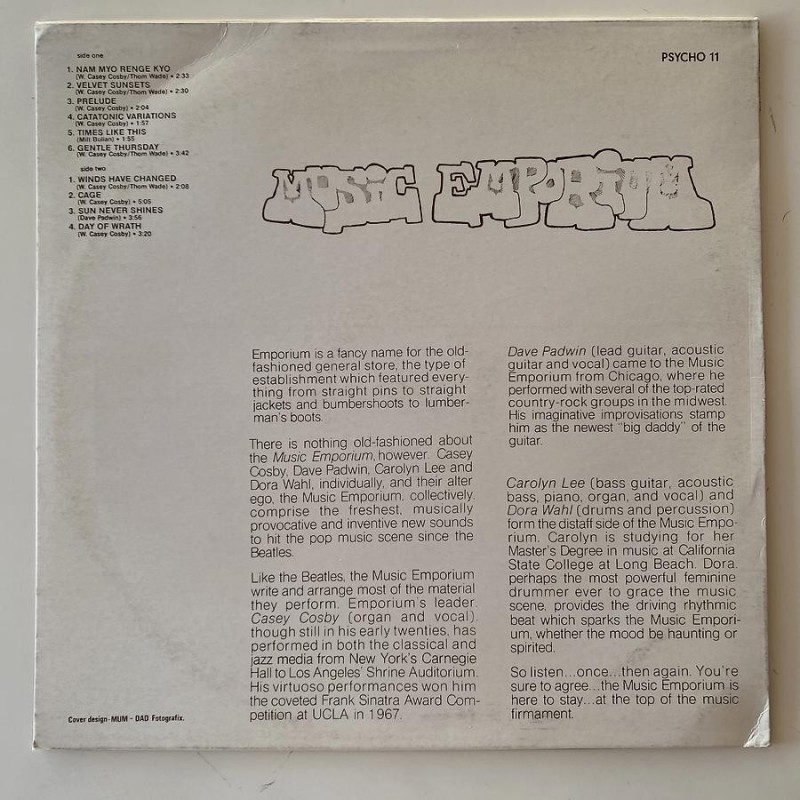 side one
1. NAM MYO RENGE KYO
(W. Casey Cosby/Thom Wade) • 2:33
2. VELVET SUNSETS
(W. Casey Cosby/Thom Wade) • 2:30
3. PRELUDE
(W. Casey Cosby) • 2:04
4. CATATONIC VARIATIONS
(W. Casey Cosby) • 1:57
5. TIMES LIKE THIS
(Milt Bulian) • 1:55
6. GENTLE THURSDAY
(W. Casey Cosby/Thom Wade) • 3:42
side two
1. WINDS HAVE CHANGED
(W. Casey Cosby/Thom Wade) • 2:08
2. CAGE
(W. Casey Cosby) • 5:05
3. SUN NEVER SHINES
(Dave Padwin) • 3:56
4. DAY OF WRATH
(W. Casey Cosby) • 3:20
PSYCHO 11
MUSIC EMPORIUM
Emporium is a fancy name for the old-
fashioned general store, the type of
establishment which featured every-
thing from straight pins to straight
jackets and bumbershoots to lumber-
man's boots.
There is nothing old-fashioned about
the Music Emporium, however. Casey
Cosby, Dave Padwin, Carolyn Lee and
Dora Wahl, individually, and their alter
ego, the Music Emporium, collectively,
comprise the freshest, musically
provocative and inventive new sounds
to hit the pop music scene since the
Beatles.
Like the Beatles, the Music Emporium
write and arrange most of the material
they perform. Emporium's leader,
Casey Cosby (organ and vocal),
though still in his early twenties, has
performed in both the classical and
jazz media from New York's Carnegie
Hall to Los Angeles' Shrine Auditorium.
His virtuoso performances won him
the coveted Frank Sinatra Award Com-
petition at UCLA in 1967.
Dave Padwin (lead guitar, acoustic
guitar and vocal) came to the Music
Emporium from Chicago, where he
performed with several of the top-rated
country-rock groups in the midwest.
His imaginative improvisations stamp
him as the newest "big daddy" of the
guitar.
Carolyn Lee (bass guitar, acoustic
bass, piano, organ, and vocal) and
Dora Wahl (drums and percussion)
form the distaff side of the Music Empo-
rium. Carolyn is studying for her
Master's Degree in music at California
State College at Long Beach. Dora,
perhaps the most powerful feminine
drummer ever to grace the music
scene, provides the driving rhythmic
beat which sparks the Music Empori-
um, whether the mood be haunting or
spirited.
So listen...once...then again. You're
sure to agree...the Music Emporium is
here to stay...at the top of the music
firmament.
Cover design-MUM - DAD Fotografix.